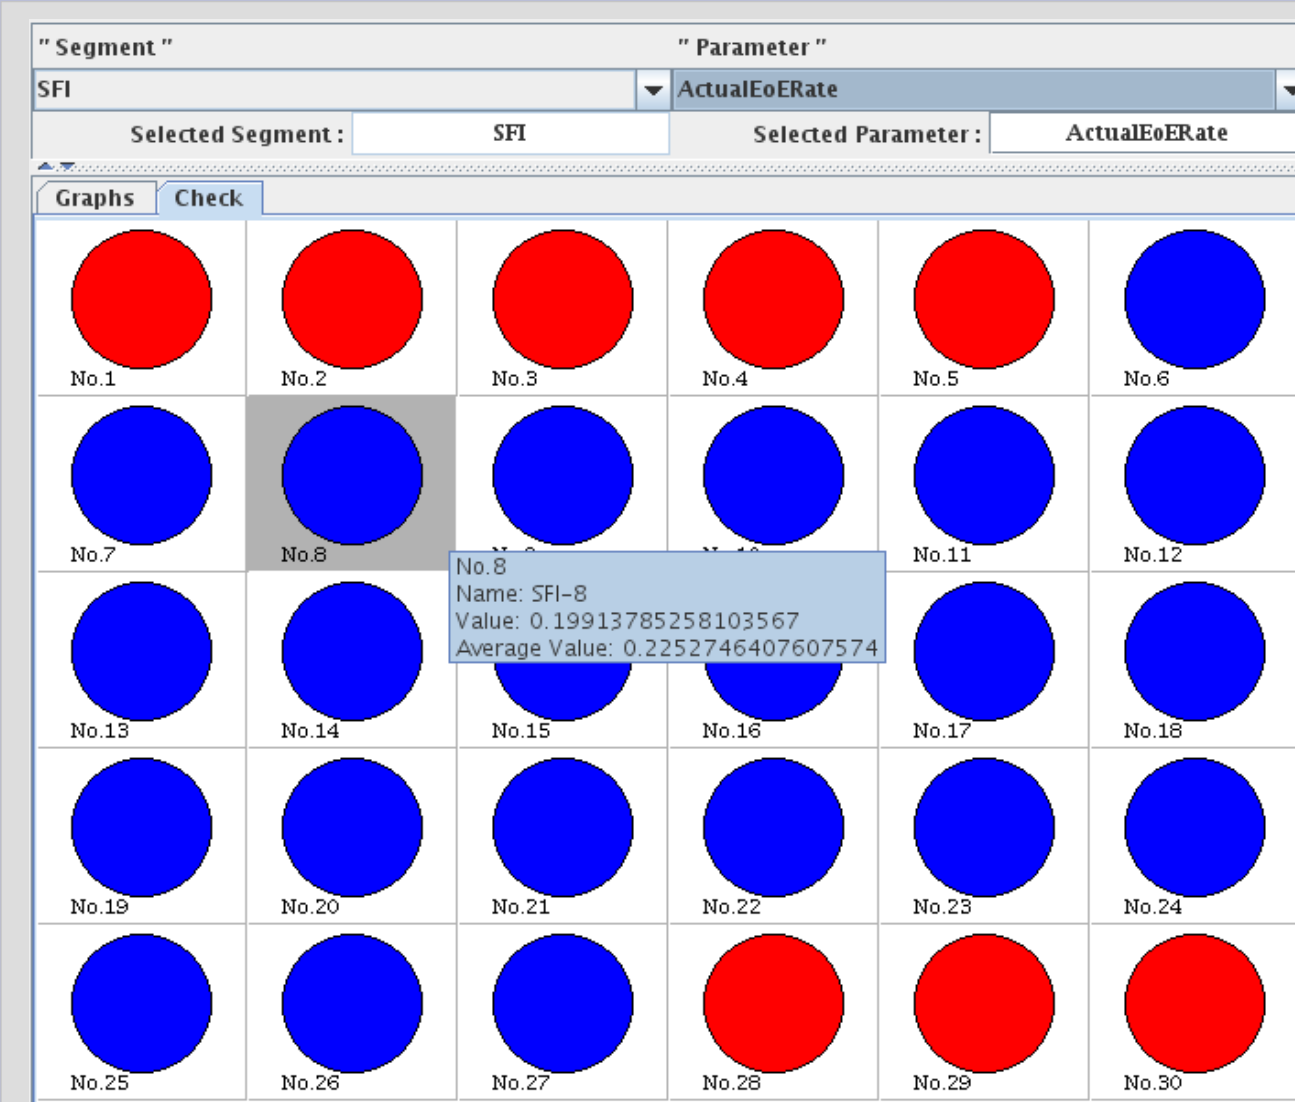 " Segment " " Parameter "
SFI ActualEoERate
Selected Segment : SFI Selected Parameter : ActualEoERate
Graphs Check
No.1 No.2 No.3 No.4 No.5 No.6
No.7 No.8 No.11 No.12
No.8
Name: SFI-8
Value: 0.19913785258103567
Average Value: 0.2252746407607574
No.13 No.14 No.15 No.16 No.17 No.18
No.19 No.20 No.21 No.22 No.23 No.24
No.25 No.26 No.27 No.28 No.29 No.30